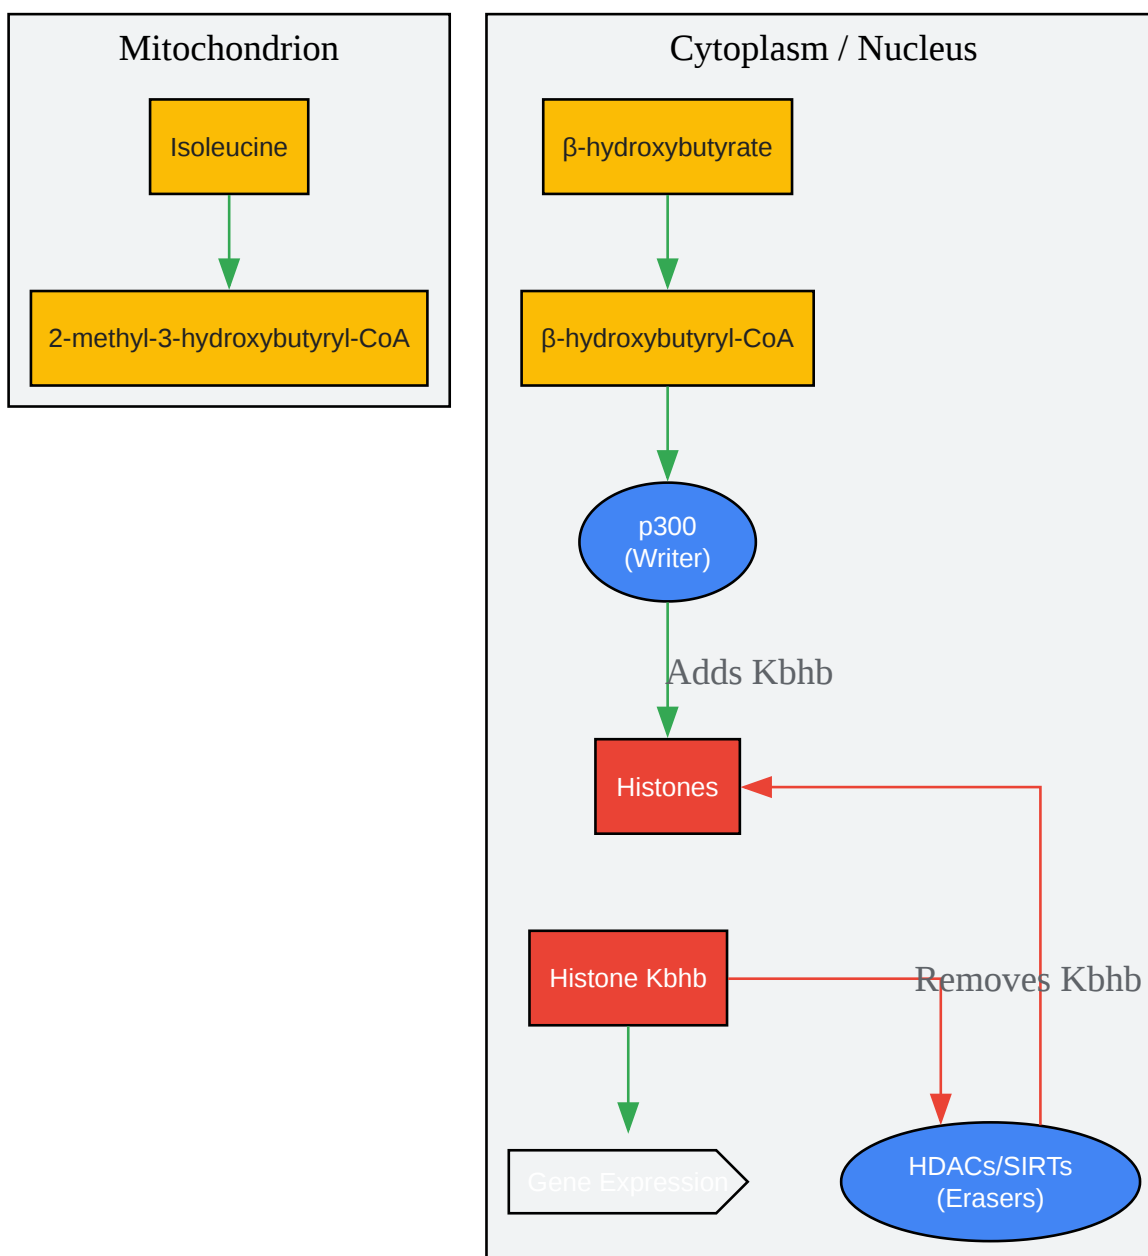 Mitochondrion
Isoleucine
2-methyl-3-hydroxybutyryl-CoA
Cytoplasm / Nucleus
β-hydroxybutyrate
β-hydroxybutyryl-CoA
p300
(Writer)
Adds Kbhb
Histones
Histone Kbhb
Removes Kbhb
Gene Expression
HDACs/SIRTs
(Erasers)